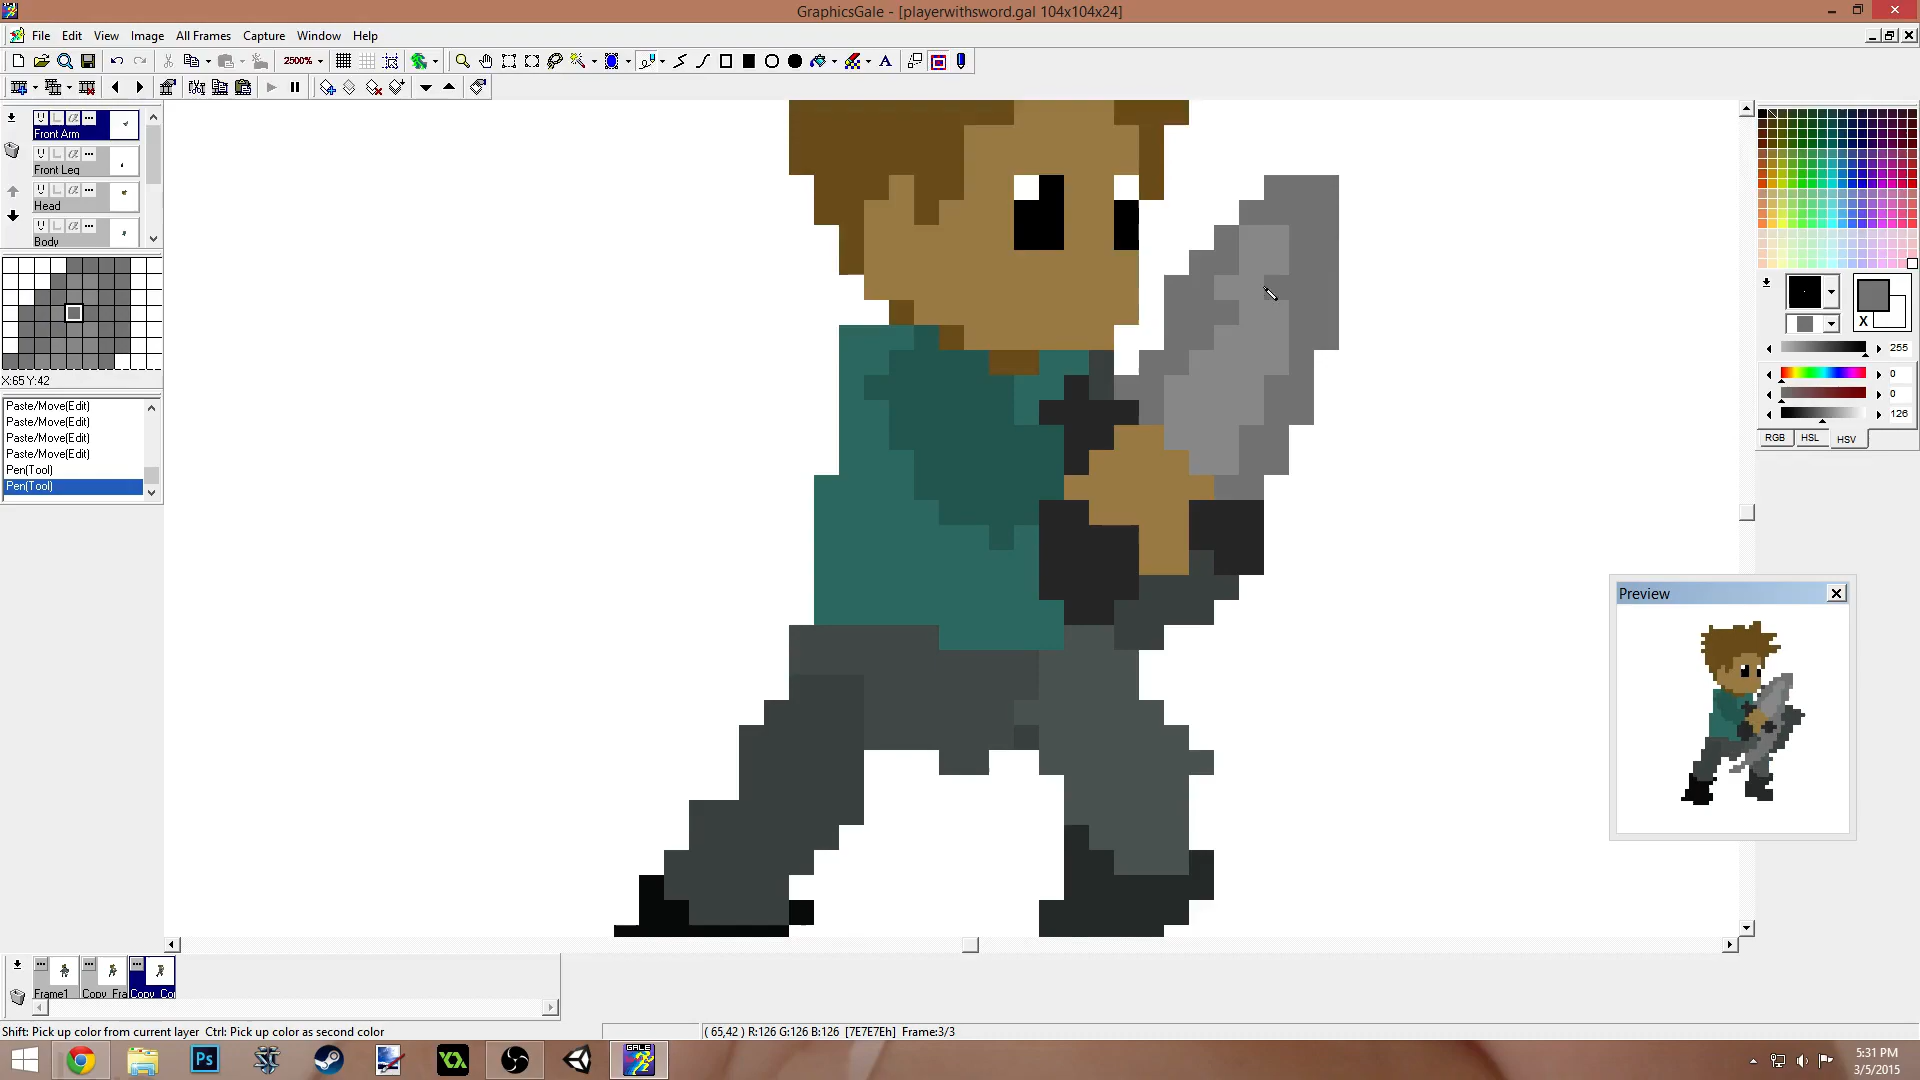 GraphicsGale - [playerwithsword.gal 104x104x24]
File Edit View Image All Frames Capture Window Help
2500%
Front Arm
Front Leg
Head
Body
X:65 Y:42
Paste/Move(Edit)
Paste/Move(Edit)
Paste/Move(Edit)
Paste/Move(Edit)
Pen(Tool)
Pen(Tool)
X
255
0
0
126
RGB HSL HSV
Preview
Frame1 Copy_Fra Copy_Co
Shift: Pick up color from current layer Ctrl: Pick up color as second color
( 65,42 ) R:126 G:126 B:126 [7E7E7Eh] Frame:3/3
Ps
GALE
5:31 PM
3/5/2015